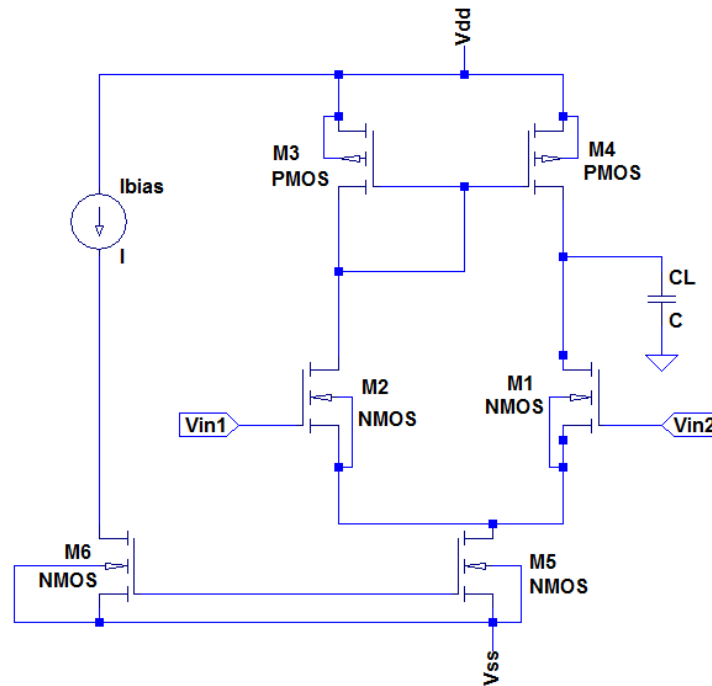 Vdd
M3
PMOS
M4
PMOS
Ibias
I
CL
C
M2
NMOS
M1
NMOS
Vin1
Vin2
M6
NMOS
M5
NMOS
Vss